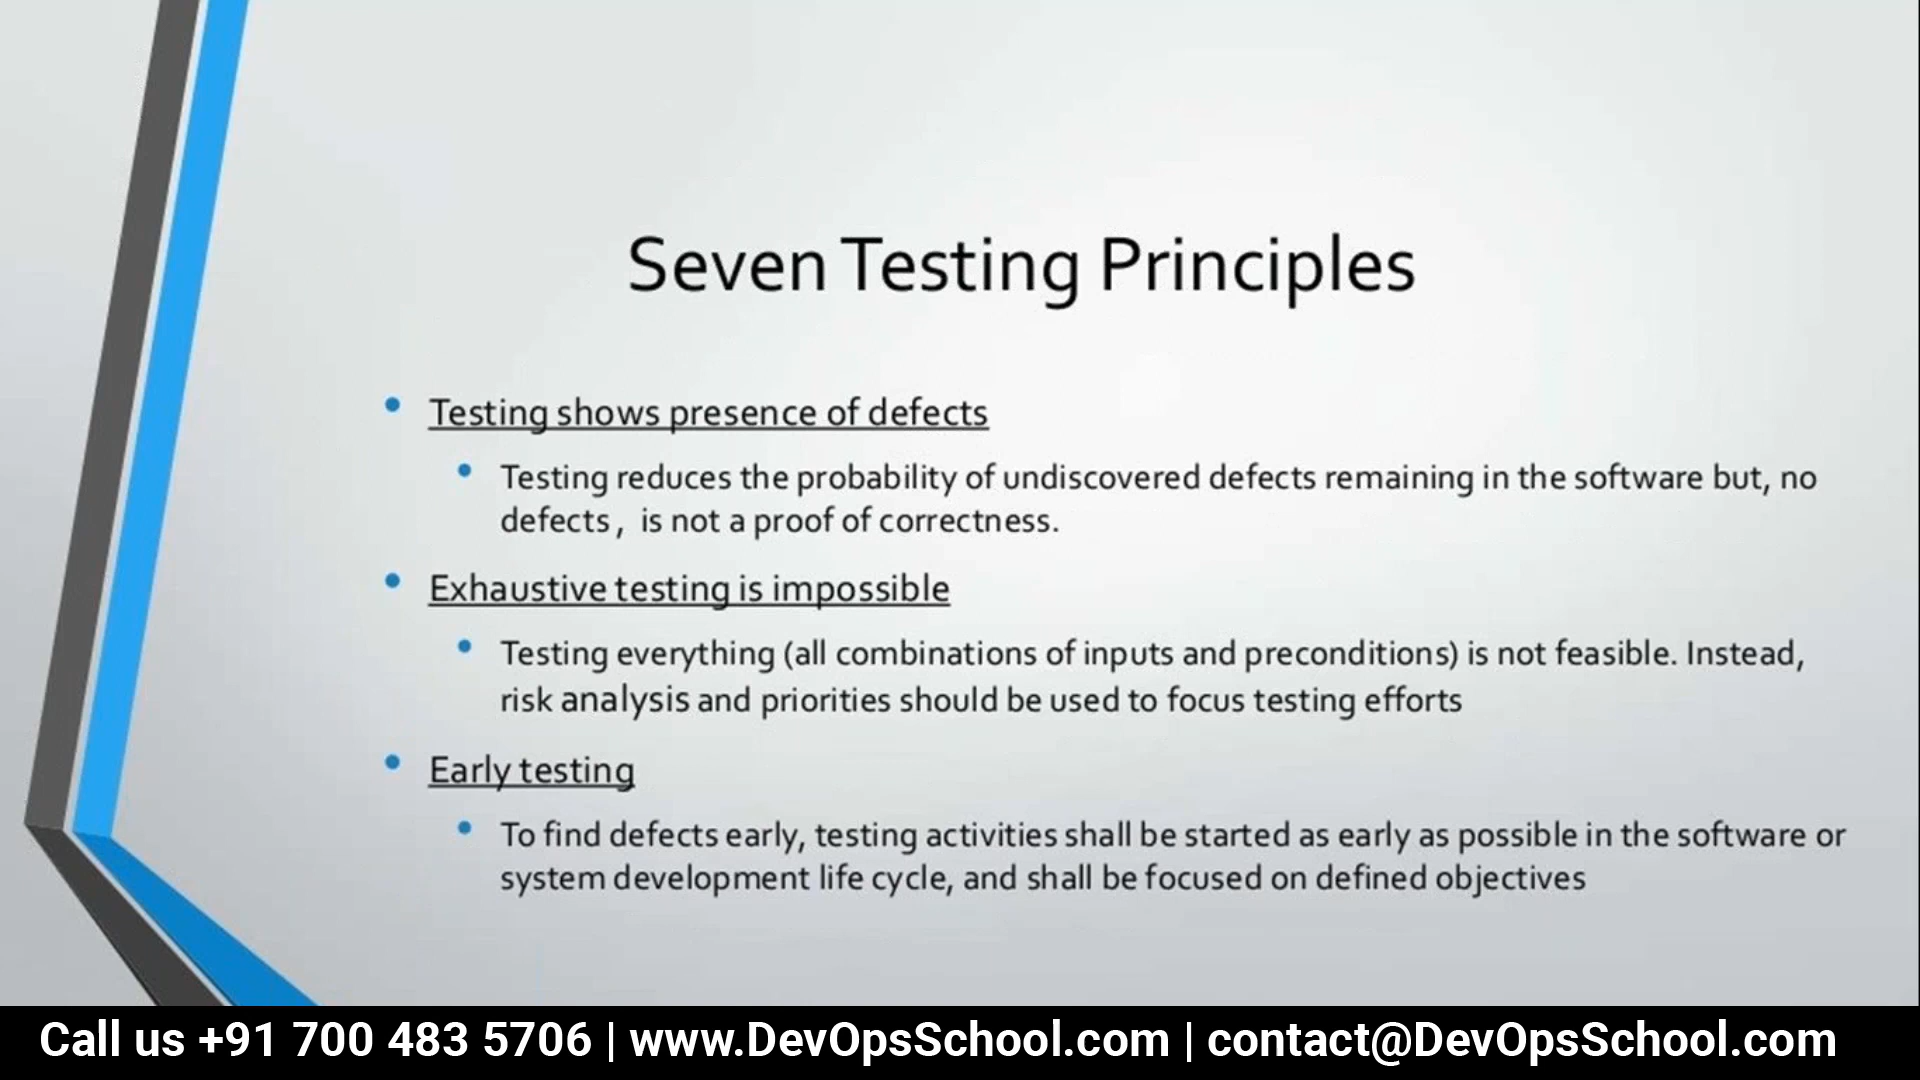 Seven Testing Principles
Testing shows presence of defects
Testing reduces the probability of undiscovered defects remaining in the software but, no
defects , is not a proof of correctness.
Exhaustive testing is impossible
Testing everything (all combinations of inputs and preconditions) is not feasible. Instead,
risk analysis and priorities should be used to focus testing efforts
Early testing
To find defects early, testing activities shall be started as early as possible in the software or
system development life cycle, and shall be focused on defined objectives
Call us +91 700 483 5706 | www.DevOpsSchool.com | contact@DevOpsSchool.com